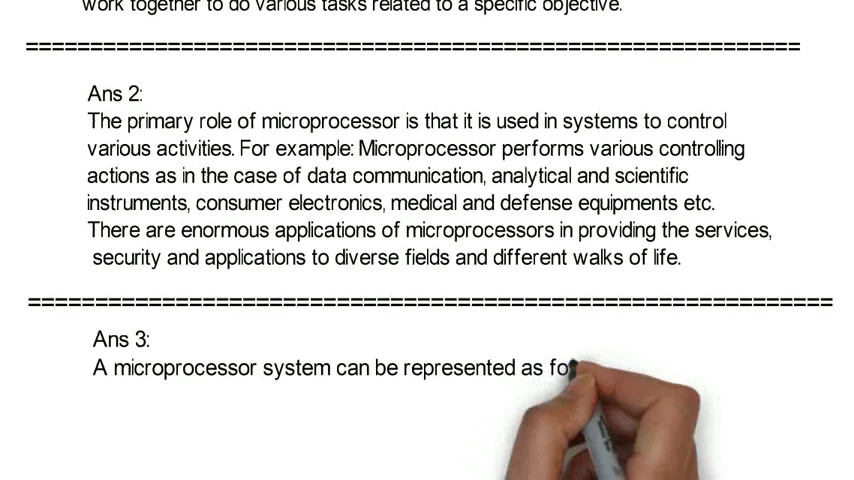 work together to do various tasks related to a specific objective.
==========================================================
Ans 2:
The primary role of microprocessor is that it is used in systems to control
various activities. For example: Microprocessor performs various controlling
actions as in the case of data communication, analytical and scientific
instruments, consumer electronics, medical and defense equipments etc.
There are enormous applications of microprocessors in providing the services,
security and applications to diverse fields and different walks of life.
============================================================
Ans 3:
A microprocessor system can be represented as fo